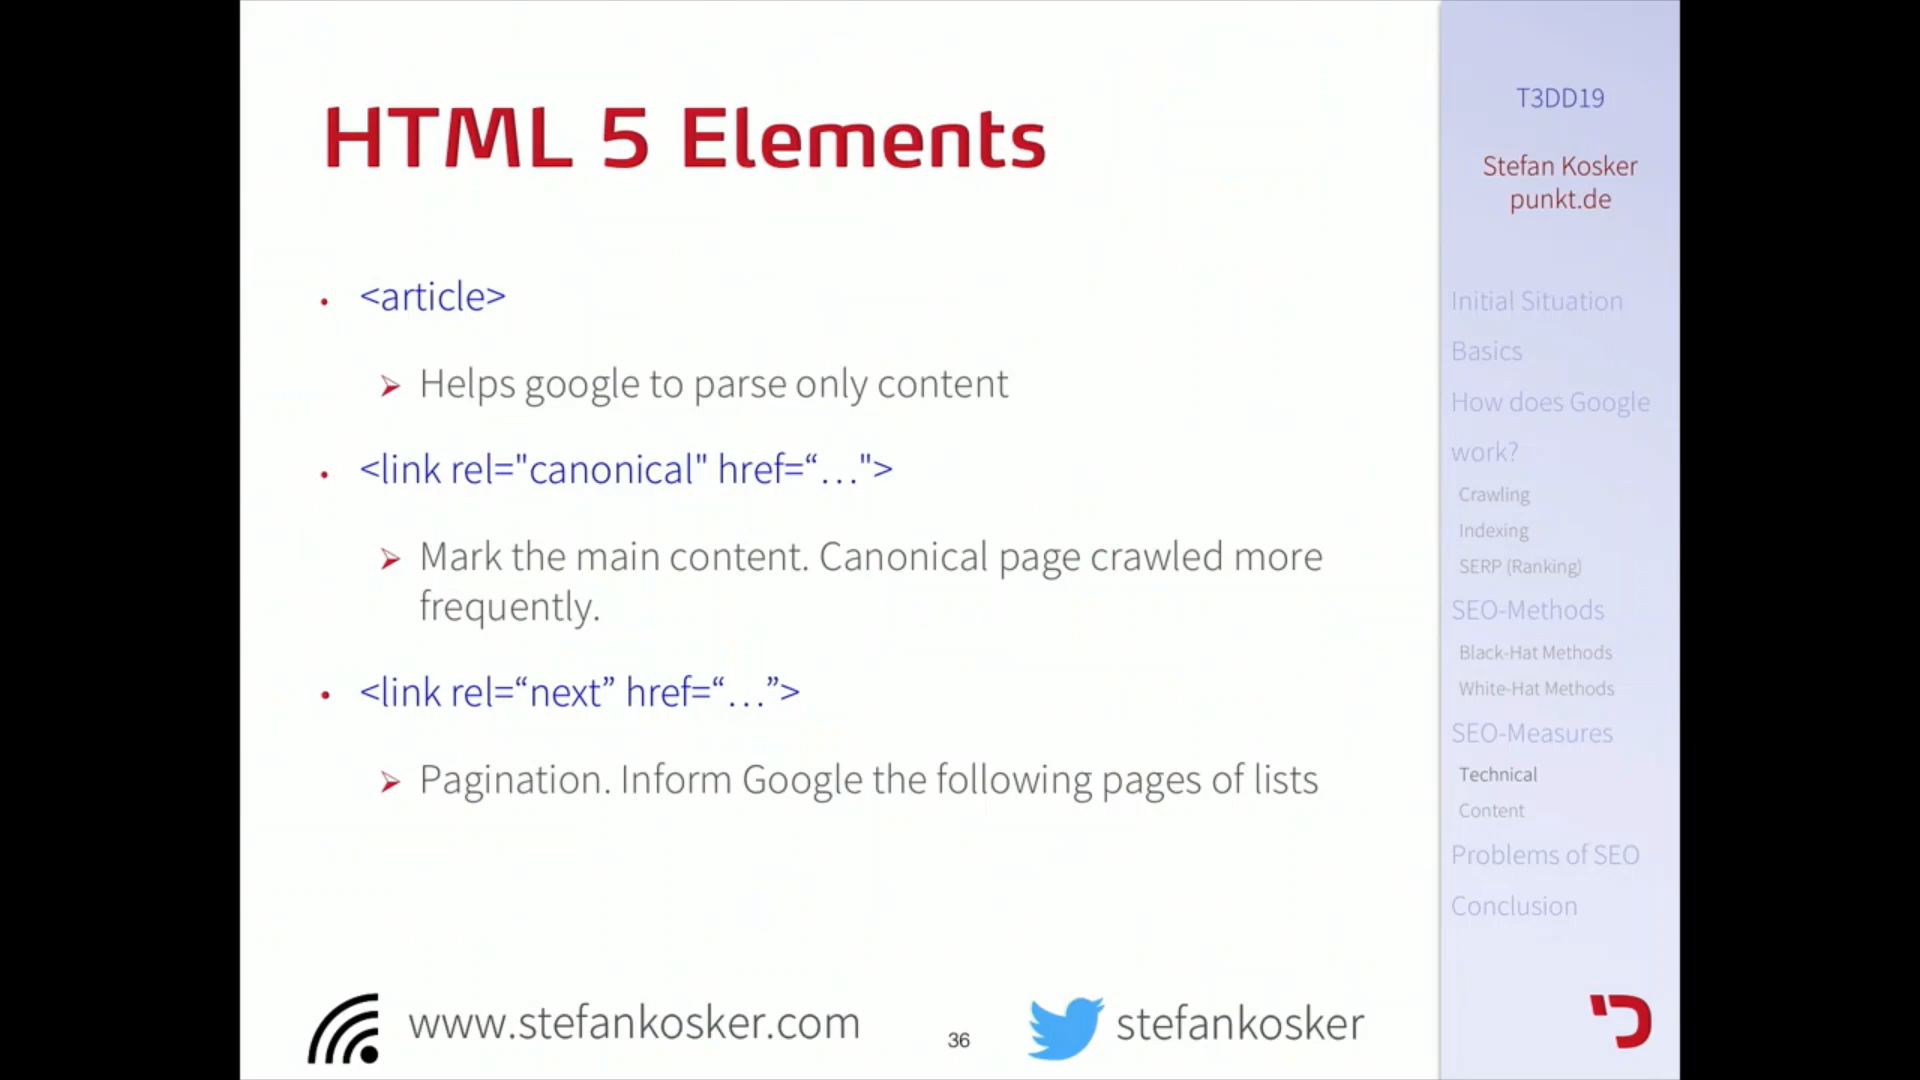 HTML 5 Elements
• <article>
➢ Helps google to parse only content
• <link rel="canonical" href=“…">
➢ Mark the main content. Canonical page crawled more
frequently.
• <link rel=“next” href=“…”>
➢ Pagination. Inform Google the following pages of lists
www.stefankosker.com
36
stefankosker
T3DD19
Stefan Kosker
punkt.de
Initial Situation
Basics
How does Google
work?
Crawling
Indexing
SERP (Ranking)
SEO-Methods
Black-Hat Methods
White-Hat Methods
SEO-Measures
Technical
Content
Problems of SEO
Conclusion